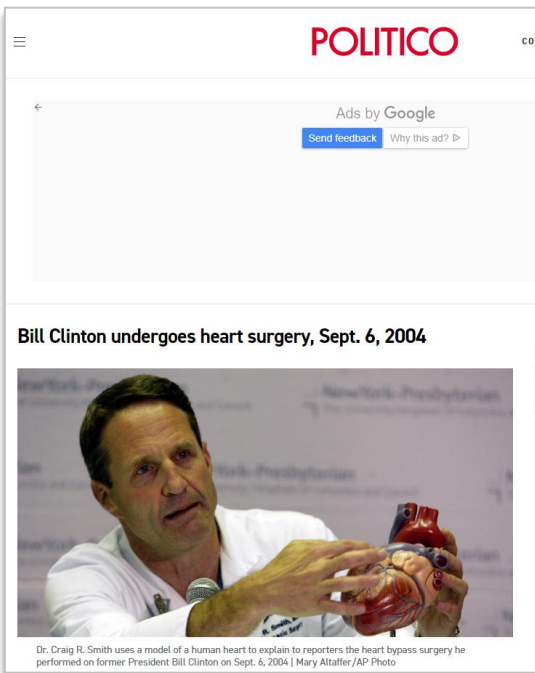 POLITICO
CO
Ads by Google
Send feedback
Why this ad?
Bill Clinton undergoes heart surgery, Sept. 6, 2004
NewYork-Presbyterian
Dr. Craig R. Smith uses a model of a human heart to explain to reporters the heart bypass surgery he
performed on former President Bill Clinton on Sept. 6, 2004 | Mary Altaffer/AP Photo